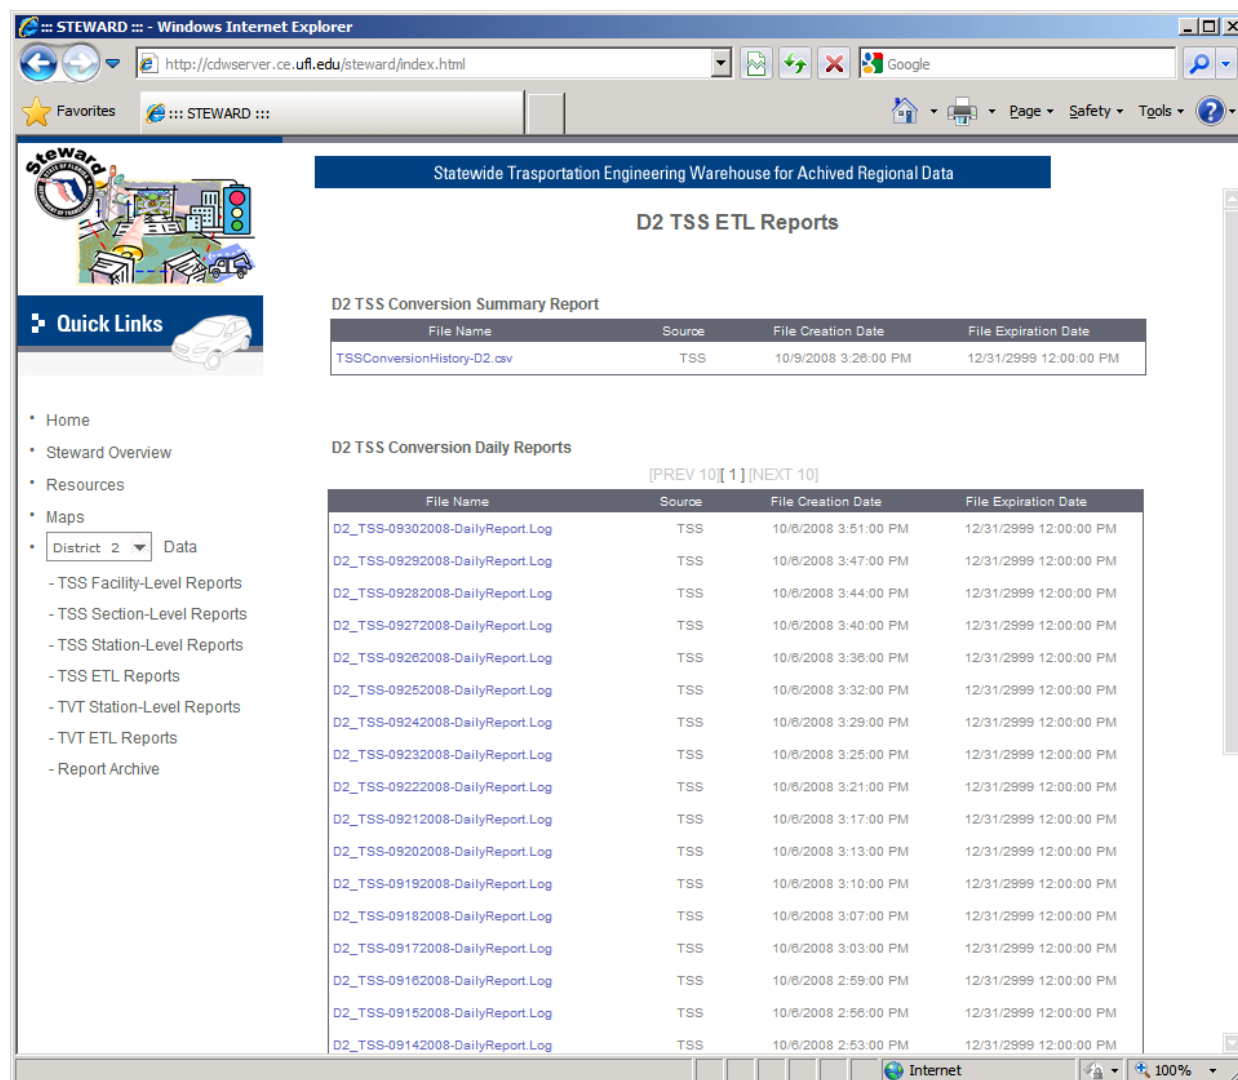 ::: STEWARD ::: - Windows Internet Explorer
http://cdwserver.ce.ufl.edu/steward/index.html
Google
Favorites
::: STEWARD :::
Page
Safety
Tools
Steward
Statewide Trasportation Engineering Warehouse for Achived Regional Data
D2 TSS ETL Reports
Quick Links
Home
Steward Overview
Resources
Maps
District 2 Data
- TSS Facility-Level Reports
- TSS Section-Level Reports
- TSS Station-Level Reports
- TSS ETL Reports
- TVT Station-Level Reports
- TVT ETL Reports
- Report Archive
D2 TSS Conversion Summary Report
File Name Source File Creation Date File Expiration Date
TSSConversionHistory-D2.csv TSS 10/9/2008 3:26:00 PM 12/31/2999 12:00:00 PM
D2 TSS Conversion Daily Reports
[PREV 10][ 1 ] [NEXT 10]
File Name Source File Creation Date File Expiration Date
D2_TSS-09302008-DailyReport.Log TSS 10/6/2008 3:51:00 PM 12/31/2999 12:00:00 PM
D2_TSS-09292008-DailyReport.Log TSS 10/6/2008 3:47:00 PM 12/31/2999 12:00:00 PM
D2_TSS-09282008-DailyReport.Log TSS 10/6/2008 3:44:00 PM 12/31/2999 12:00:00 PM
D2_TSS-09272008-DailyReport.Log TSS 10/6/2008 3:40:00 PM 12/31/2999 12:00:00 PM
D2_TSS-09262008-DailyReport.Log TSS 10/6/2008 3:36:00 PM 12/31/2999 12:00:00 PM
D2_TSS-09252008-DailyReport.Log TSS 10/6/2008 3:32:00 PM 12/31/2999 12:00:00 PM
D2_TSS-09242008-DailyReport.Log TSS 10/6/2008 3:29:00 PM 12/31/2999 12:00:00 PM
D2_TSS-09232008-DailyReport.Log TSS 10/6/2008 3:25:00 PM 12/31/2999 12:00:00 PM
D2_TSS-09222008-DailyReport.Log TSS 10/6/2008 3:21:00 PM 12/31/2999 12:00:00 PM
D2_TSS-09212008-DailyReport.Log TSS 10/6/2008 3:17:00 PM 12/31/2999 12:00:00 PM
D2_TSS-09202008-DailyReport.Log TSS 10/6/2008 3:13:00 PM 12/31/2999 12:00:00 PM
D2_TSS-09192008-DailyReport.Log TSS 10/6/2008 3:10:00 PM 12/31/2999 12:00:00 PM
D2_TSS-09182008-DailyReport.Log TSS 10/6/2008 3:07:00 PM 12/31/2999 12:00:00 PM
D2_TSS-09172008-DailyReport.Log TSS 10/6/2008 3:03:00 PM 12/31/2999 12:00:00 PM
D2_TSS-09162008-DailyReport.Log TSS 10/6/2008 2:59:00 PM 12/31/2999 12:00:00 PM
D2_TSS-09152008-DailyReport.Log TSS 10/6/2008 2:56:00 PM 12/31/2999 12:00:00 PM
D2_TSS-09142008-DailyReport.Log TSS 10/6/2008 2:53:00 PM 12/31/2999 12:00:00 PM
Internet
100%